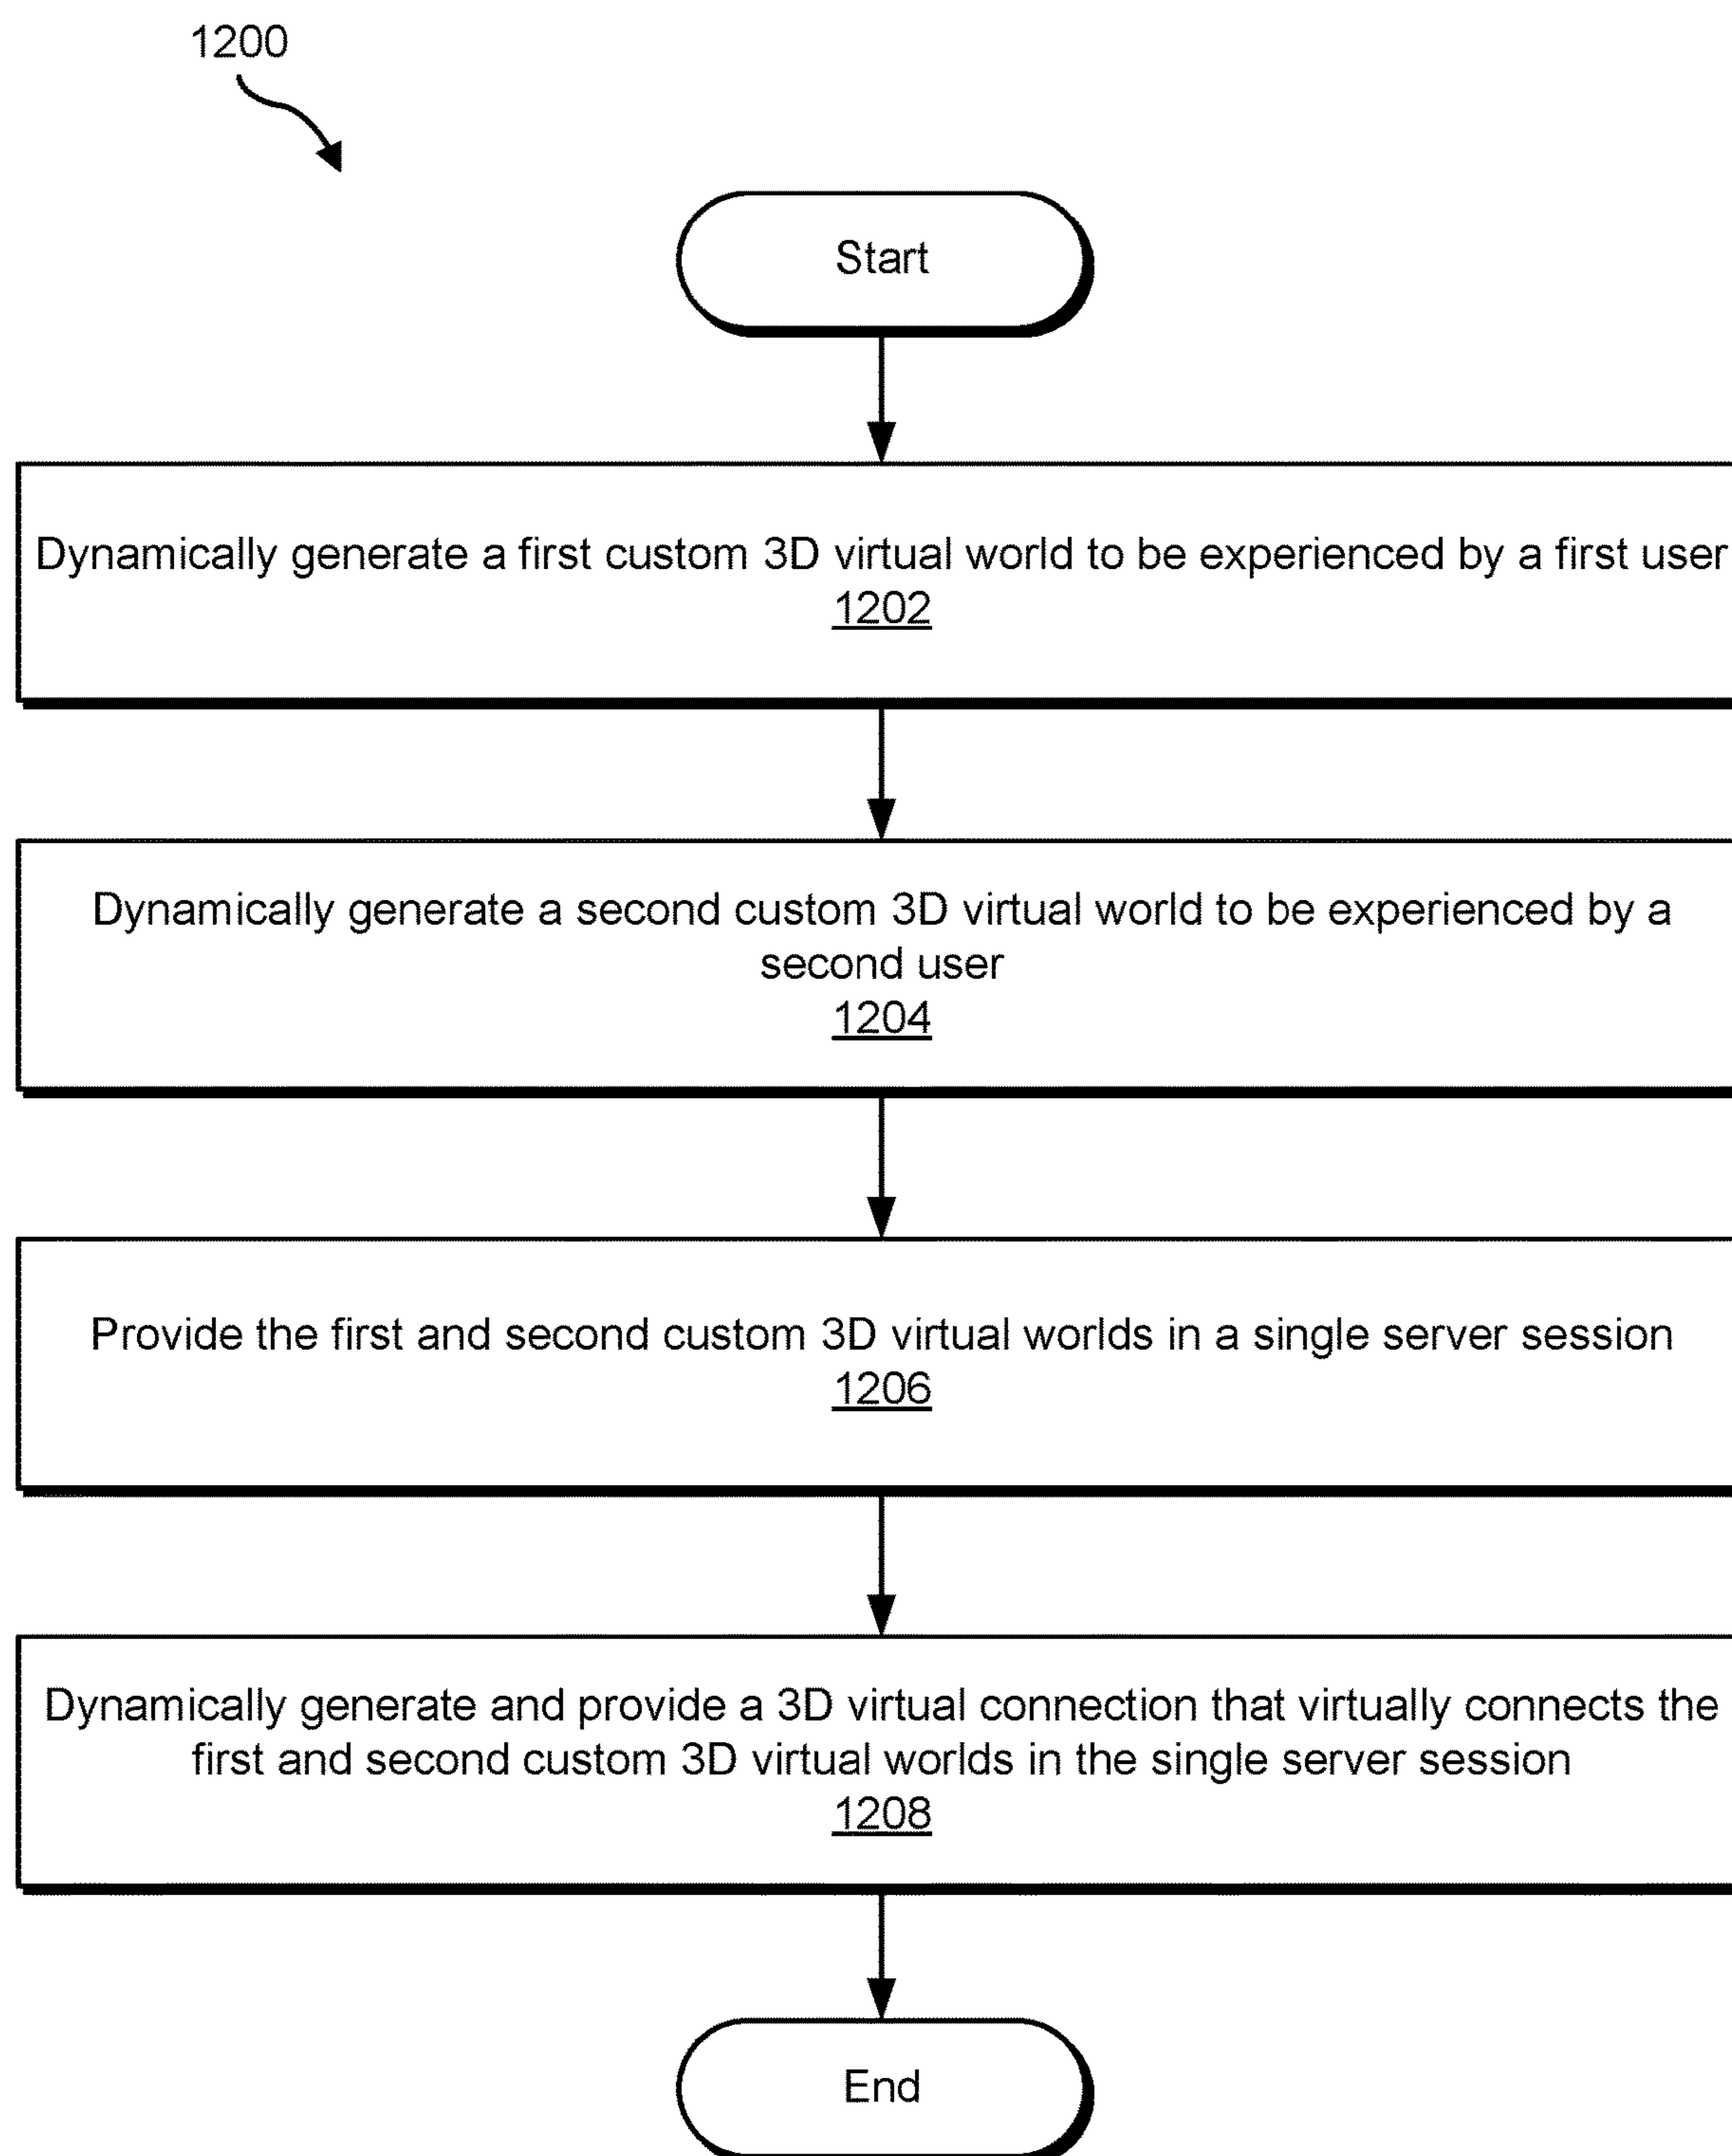 1200
Start
Dynamically generate a first custom 3D virtual world to be experienced by a first user
1202
Dynamically generate a second custom 3D virtual world to be experienced by a
second user
1204
Provide the first and second custom 3D virtual worlds in a single server session
1206
Dynamically generate and provide a 3D virtual connection that virtually connects the
first and second custom 3D virtual worlds in the single server session
1208
End